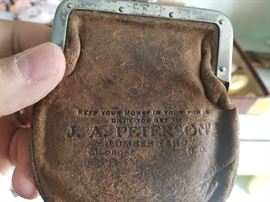 KEEP YOUR MONEY IN YOUR PURSE
UNTIL YOU GET TO
J. A. PETERSON'S
LUMBER YARD